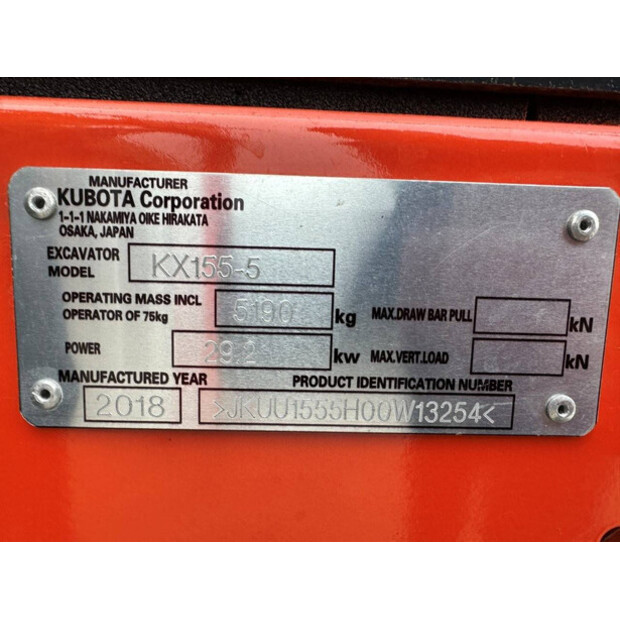 MANUFACTURER
KUBOTA Corporation
1-1-1 NAKAMIYA OIKE HIRAKATA
OSAKA, JAPAN
EXCAVATOR MODEL KX155-5
OPERATING MASS INCL OPERATOR OF 75kg 5190 kg MAX.DRAW BAR PULL kN
POWER 29.2 kw MAX.VERT.LOAD kN
MANUFACTURED YEAR PRODUCT IDENTIFICATION NUMBER
2018 >JKUU1555H00W13254<